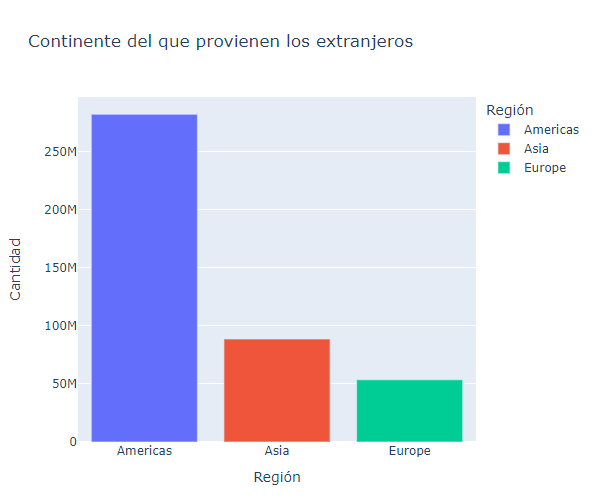 Continente del que provienen los extranjeros
Región
Americas
Asia
Europe
250M
200M
150M
100M
50M
0
Cantidad
Americas
Asia
Europe
Región